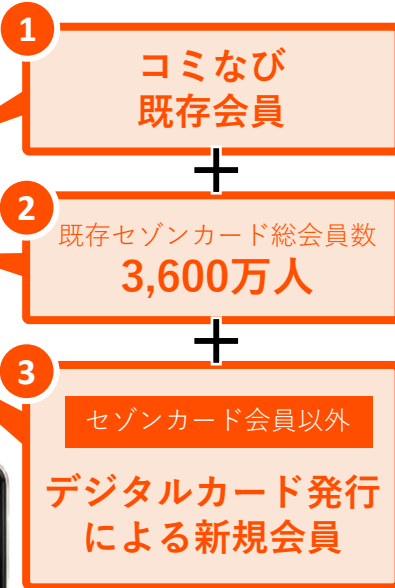 1
コミなび
既存会員
+
2
既存セゾンカード総会員数
3,600万人
+
3
セゾンカード会員以外
デジタルカード発行
による新規会員